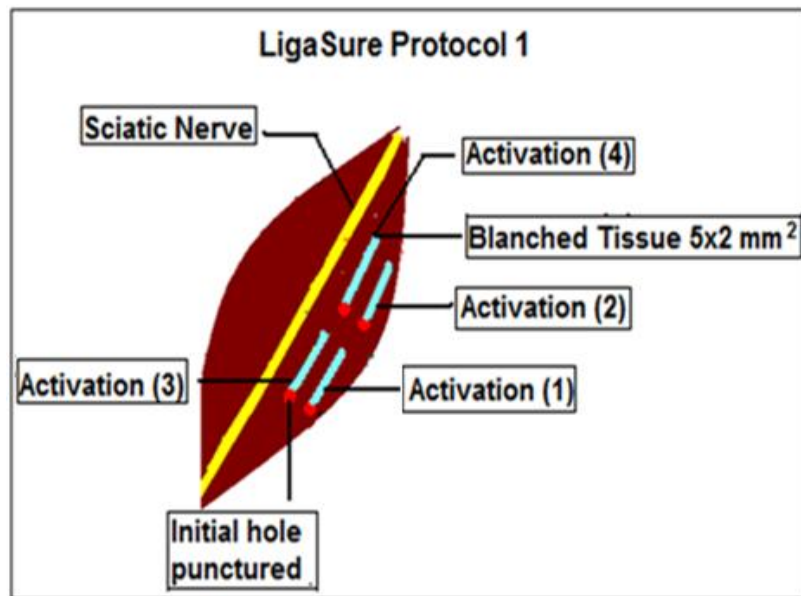 LigaSure Protocol 1
Sciatic Nerve
Activation (4)
Blanched Tissue 5x2 mm²
Activation (2)
Activation (3)
Activation (1)
Initial hole
punctured